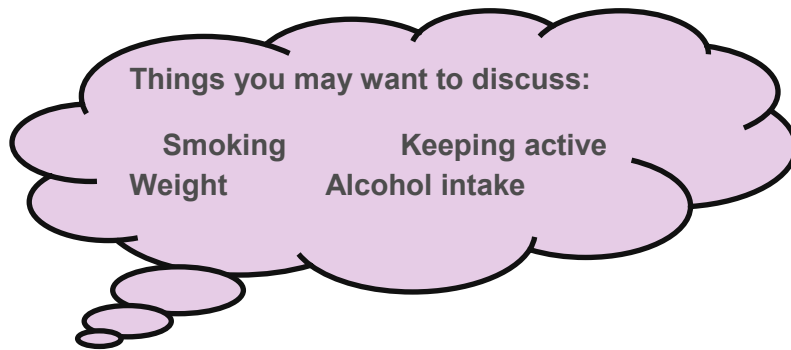 Things you may want to discuss:
Smoking Keeping active
Weight Alcohol intake